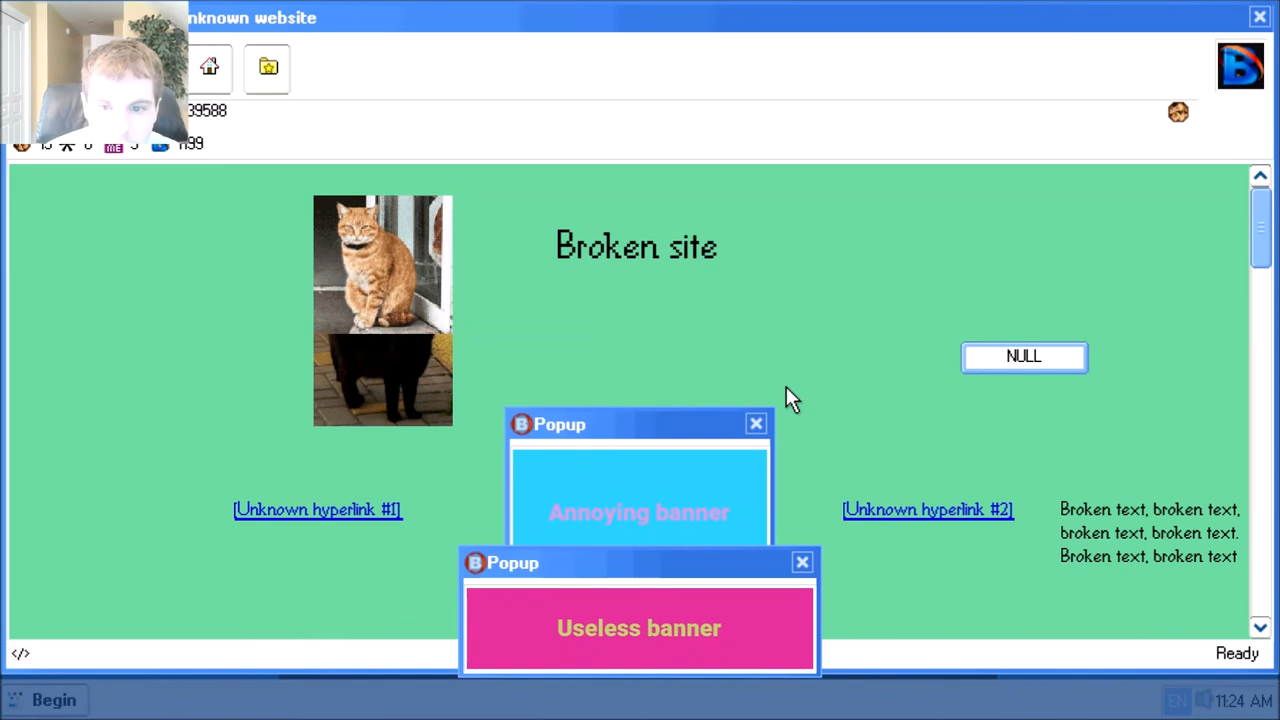 nknown website
39588
Broken site
NULL
Popup
Annoying banner
[Unknown hyperlink #1]
[Unknown hyperlink #2]
Broken text, broken text,
broken text, broken text.
Broken text, broken text
Popup
Useless banner
</>
Ready
Begin
EN
11:24 AM